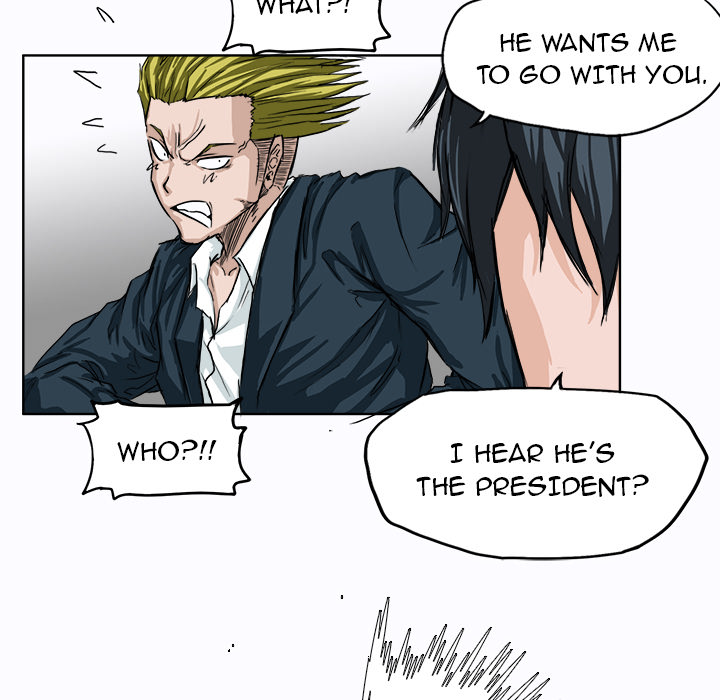 WHAT?!
HE WANTS ME
TO GO WITH YOU.
WHO?!!
I HEAR HE'S
THE PRESIDENT?